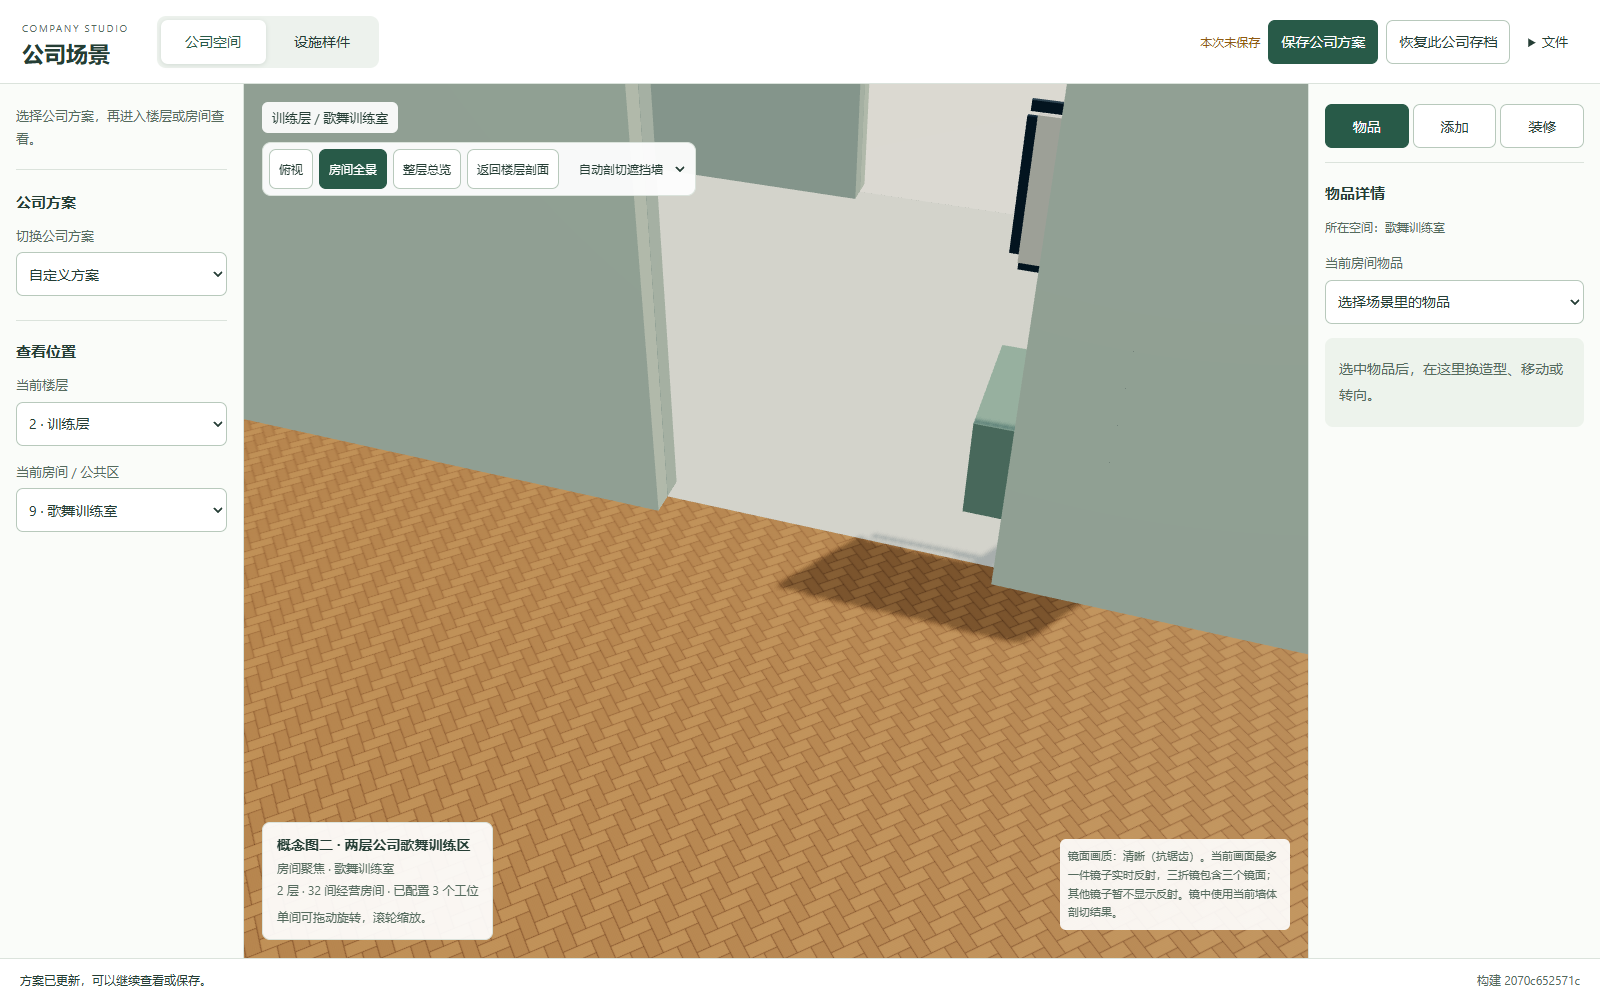 COMPANY STUDIO
公司场景
公司空间
设施样件
本次未保存
保存公司方案
恢复此公司存档
▶ 文件
选择公司方案，再进入楼层或房间查
看。
公司方案
切换公司方案
自定义方案
查看位置
当前楼层
2 · 训练层
当前房间 / 公共区
9 · 歌舞训练室
训练层 / 歌舞训练室
俯视
房间全景
整层总览
返回楼层剖面
自动剖切遮挡墙
概念图二 · 两层公司歌舞训练区
房间聚焦 · 歌舞训练室
2 层 · 32 间经营房间 · 已配置 3 个工位
单间可拖动旋转，滚轮缩放。
镜面画质：清晰（抗锯齿）。当前画面最多
一件镜子实时反射，三折镜包含三个镜面；
其他镜子暂不显示反射。镜中使用当前墙体
剖切结果。
物品
添加
装修
物品详情
所在空间：歌舞训练室
当前房间物品
选择场景里的物品
选中物品后，在这里换造型、移动或
转向。
方案已更新，可以继续查看或保存。
构建 2070c652571c